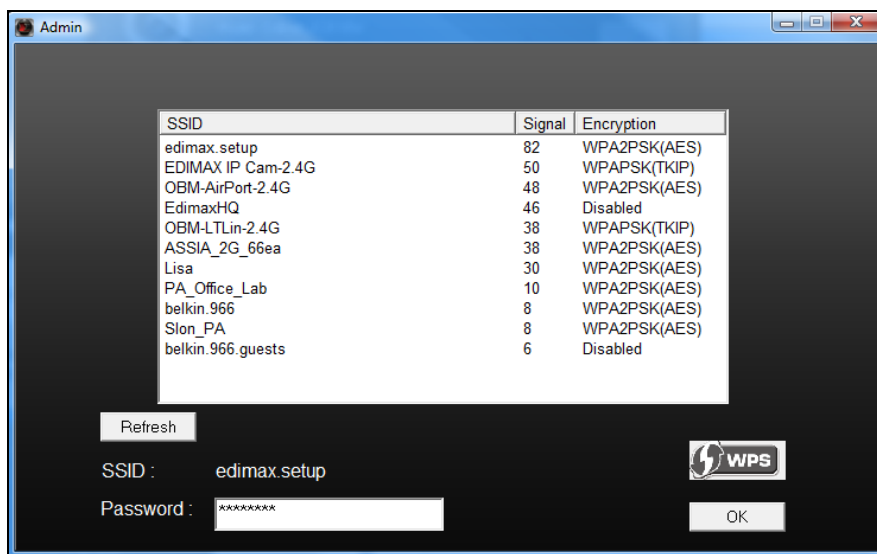 Admin
SSID Signal Encryption
edimax.setup 82 WPA2PSK(AES)
EDIMAX IP Cam-2.4G 50 WPAPSK(TKIP)
OBM-AirPort-2.4G 48 WPA2PSK(AES)
EdimaxHQ 46 Disabled
OBM-LTLin-2.4G 38 WPAPSK(TKIP)
ASSIA_2G_66ea 38 WPA2PSK(AES)
Lisa 30 WPA2PSK(AES)
PA_Office_Lab 10 WPA2PSK(AES)
belkin.966 8 WPA2PSK(AES)
Slon_PA 8 WPA2PSK(AES)
belkin.966.guests 6 Disabled
Refresh
SSID : edimax.setup
WPS
Password : ********
OK